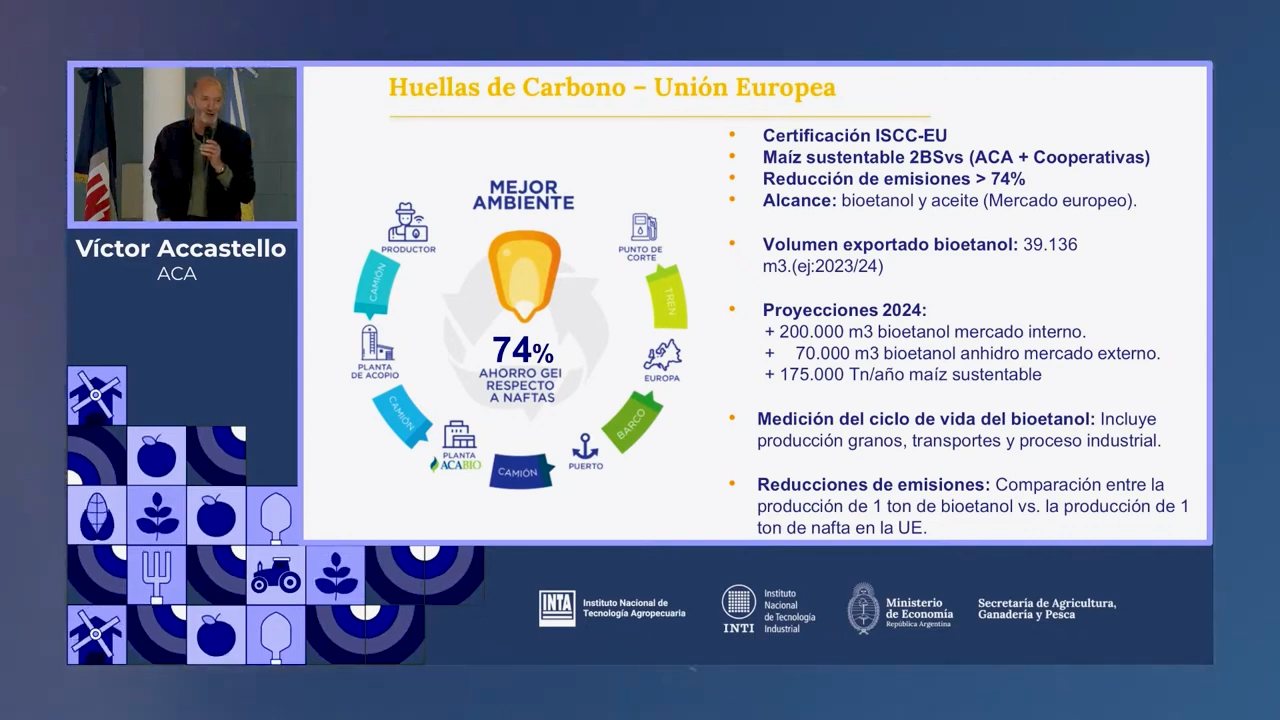 Huellas de Carbono – Unión Europea
Víctor Accastello
ACA
MEJOR
AMBIENTE
PRODUCTOR
CAMIÓN
PLANTA
DE ACOPIO
CAMIÓN
PLANTA
ACABIO
CAMIÓN
PUERTO
BARCO
EUROPA
TREN
PUNTO DE
CORTE
74%
AHORRO GEI
RESPECTO
A NAFTAS
• Certificación ISCC-EU
• Maíz sustentable 2BSvs (ACA + Cooperativas)
• Reducción de emisiones > 74%
• Alcance: bioetanol y aceite (Mercado europeo).
• Volumen exportado bioetanol: 39.136
m3.(ej:2023/24)
• Proyecciones 2024:
+ 200.000 m3 bioetanol mercado interno.
+ 70.000 m3 bioetanol anhidro mercado externo.
+ 175.000 Tn/año maíz sustentable
• Medición del ciclo de vida del bioetanol: Incluye
producción granos, transportes y proceso industrial.
• Reducciones de emisiones: Comparación entre la
producción de 1 ton de bioetanol vs. la producción de 1
ton de nafta en la UE.
INTA
Instituto Nacional de
Tecnología Agropecuaria
INTI
Instituto
Nacional
de Tecnología
Industrial
Ministerio
de Economía
República Argentina
Secretaría de Agricultura,
Ganadería y Pesca